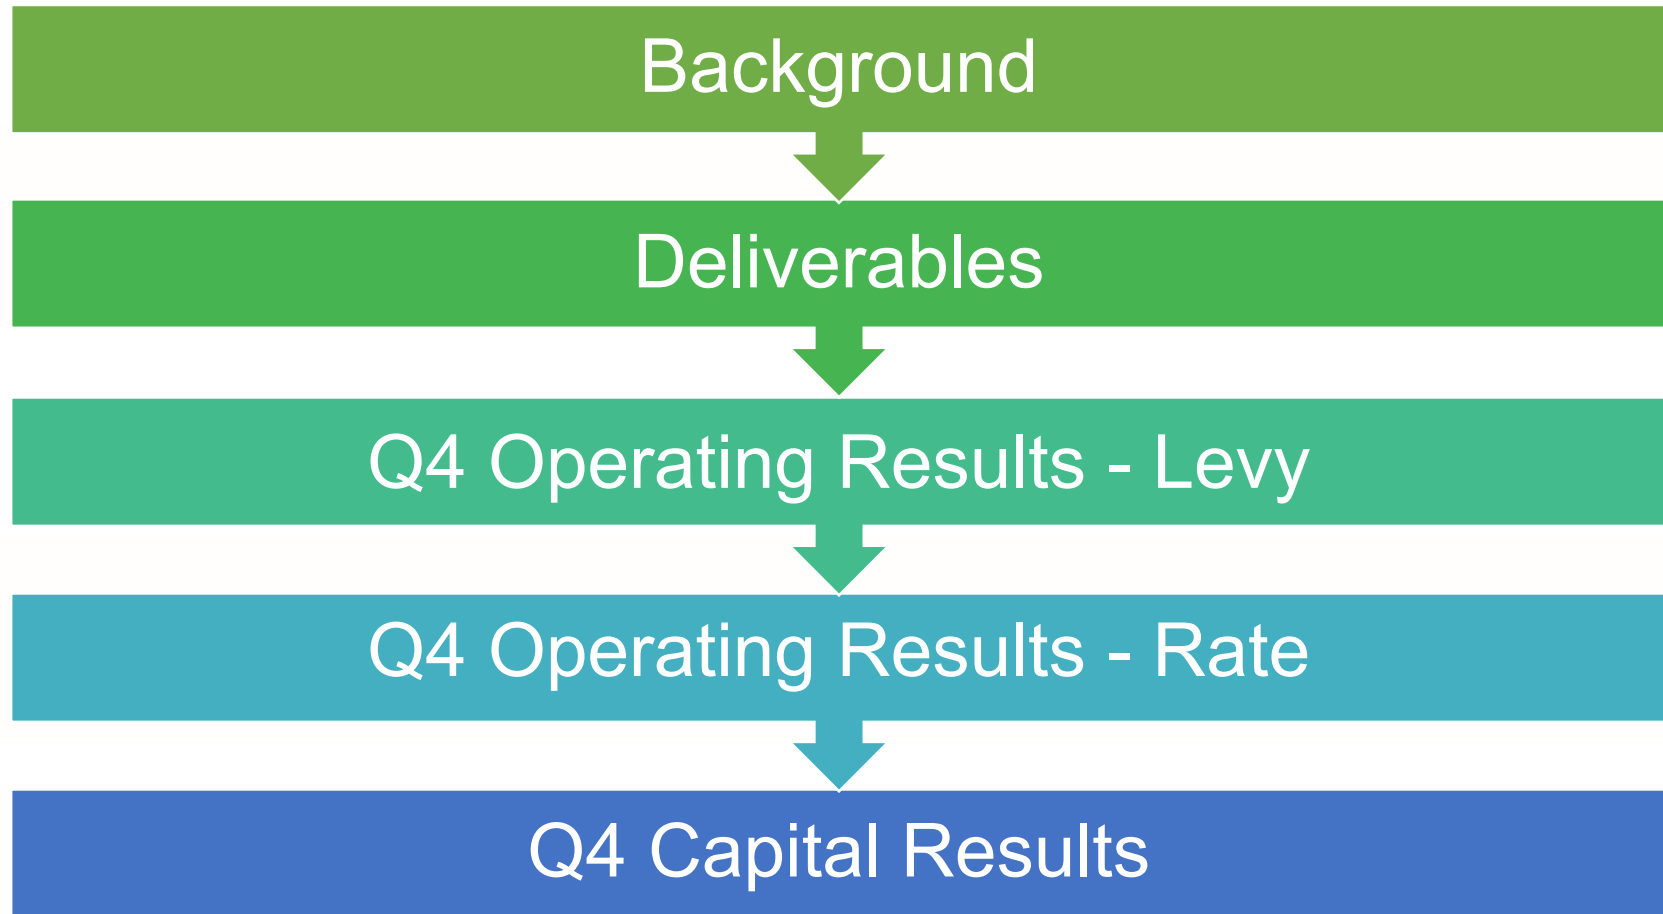 Background
Deliverables
Q4 Operating Results - Levy
Q4 Operating Results - Rate
Q4 Capital Results